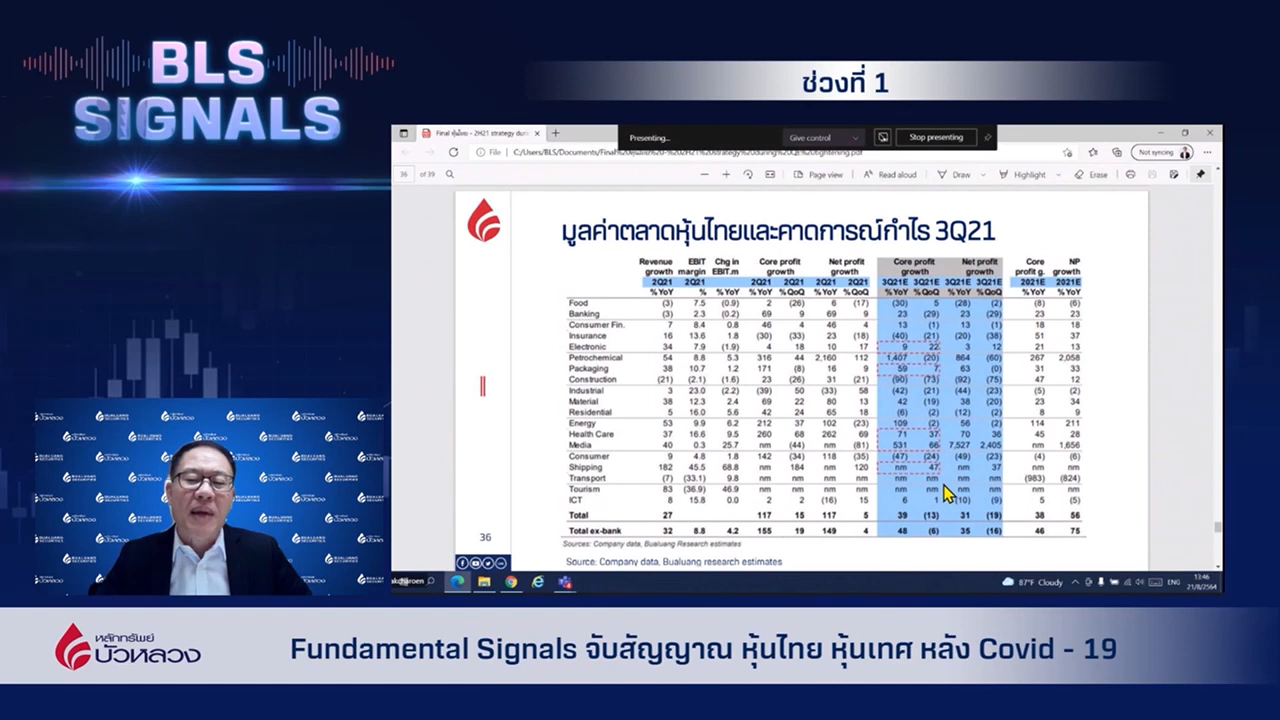 BLS
SIGNALS
ช่วงที่ 1
Presenting...
Give control
Stop presenting
File
Not syncing
36 of 39
Page view
Read aloud
Draw
Highlight
Erase
มูลค่าตลาดหุ้นไทยและคาดการณ์กำไร 3Q21
Revenue growth EBIT margin Chg in EBIT.m Core profit growth Net profit growth Core profit growth Net profit growth Core profit g. NP growth
2Q21 2Q21 2Q21 2Q21 2Q21 2Q21 3Q21E 3Q21E 3Q21E 3Q21E 2021E 2021E
% YoY % % YoY % YoY % QoQ % YoY % QoQ % YoY % QoQ % YoY % QoQ % YoY % YoY
Food (3) 7.5 (0.9) 2 (26) 6 (17) (30) 5 (28) (2) (8) (6)
Banking (3) 2.3 (0.2) 69 9 69 9 23 (29) 23 (29) 23 23
Consumer Fin. 7 8.4 0.8 46 4 46 4 13 (1) 13 (1) 18 18
Insurance 16 13.6 1.8 (30) (33) 23 (18) (40) (21) (20) (38) 51 37
Electronic 34 7.9 (1.9) 4 18 10 17 9 22 3 12 21 13
Petrochemical 54 8.8 5.3 316 44 2,160 112 1,407 (20) 864 (60) 267 2,058
Packaging 38 10.7 1.2 171 (8) 16 9 59 7 63 (0) 31 33
Construction (21) (2.1) (1.6) 23 (26) 31 (21) (90) (73) (92) (75) 47 12
Industrial 3 23.0 (2.2) (39) 50 (33) 58 (42) (21) (44) (23) (5) (2)
Material 38 12.3 2.4 69 22 80 13 42 (19) 38 (20) 23 34
Residential 5 16.0 5.6 42 24 65 18 (6) (2) (12) (2) 8 9
Energy 53 9.9 6.2 212 37 102 (23) 109 (2) 56 (2) 114 211
Health Care 37 16.6 9.5 260 68 262 69 71 37 70 36 45 28
Media 40 0.3 25.7 nm (44) nm (81) 531 66 7,527 2,405 nm 1,656
Consumer 9 4.8 1.8 142 (34) 118 (35) (47) (24) (49) (23) (4) (6)
Shipping 182 45.5 68.8 nm 184 nm 120 nm 47 nm 37 nm nm
Transport (7) (33.1) 9.8 nm nm nm nm nm nm nm nm (983) (824)
Tourism 83 (36.9) 46.9 nm nm nm nm nm nm nm nm nm nm
ICT 8 15.8 0.0 2 2 (16) 15 6 1 (10) (9) 5 (5)
Total 27 117 15 117 5 39 (13) 31 (19) 38 56
Total ex-bank 32 8.8 4.2 155 19 149 4 48 (6) 35 (16) 46 75
Sources: Company data, Bualuang Research estimates
36
Source: Company data, Bualuang research estimates
87°F Cloudy
ENG
13:46
21/8/2564
หลักทรัพย์
บัวหลวง
Fundamental Signals จับสัญญาณ หุ้นไทย หุ้นเทศ หลัง Covid - 19